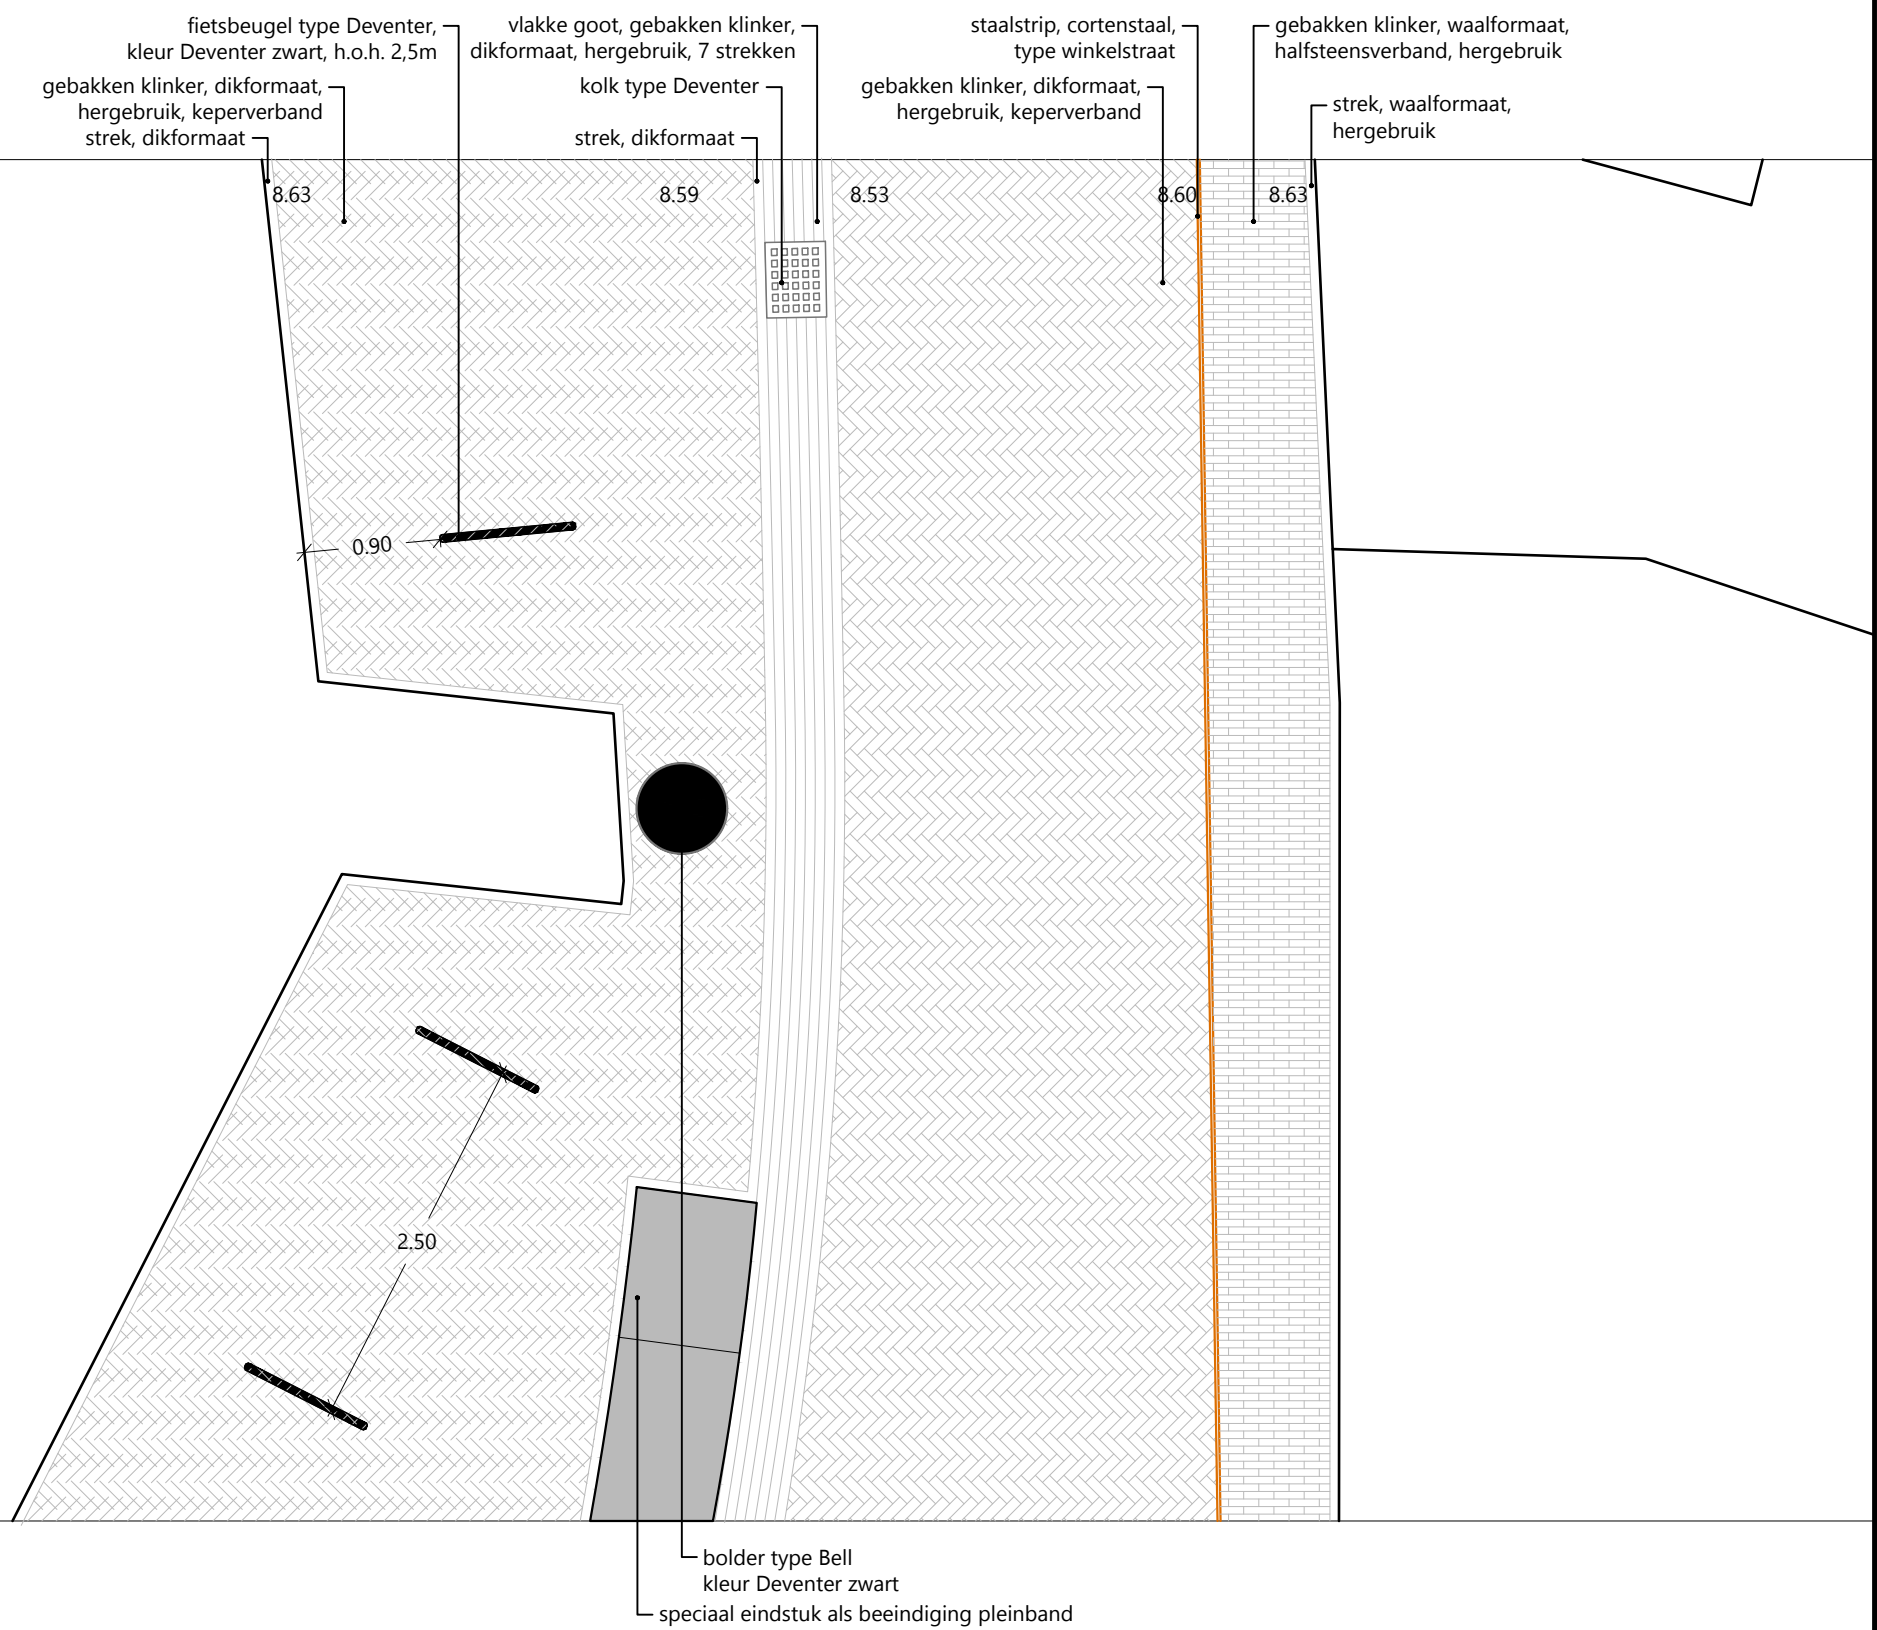 fietsbeugel type Deventer,
kleur Deventer zwart, h.o.h. 2,5m
gebakken klinker, dikformaat,
hergebruik, keperverband
strek, dikformaat
vlakke goot, gebakken klinker,
dikformaat, hergebruik, 7 strekken
kolk type Deventer
strek, dikformaat
staalstrip, cortenstaal,
type winkelstraat
gebakken klinker, dikformaat,
hergebruik, keperverband
gebakken klinker, waalformaat,
halfsteensverband, hergebruik
strek, waalformaat,
hergebruik
8.63
8.59
8.53
8.60
8.63
0.90
2.50
bolder type Bell
kleur Deventer zwart
speciaal eindstuk als beeindiging pleinband